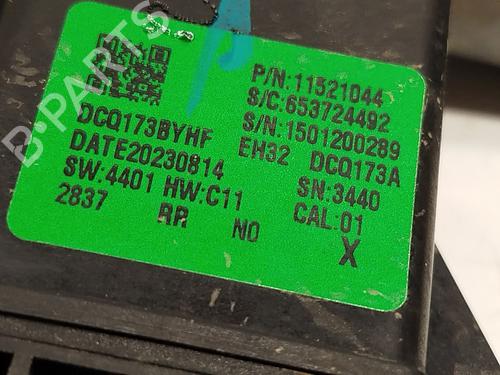 P/N:11521044
S/C:653724492
S/N:1501200289
DCQ173BYHF
EH32 DCQ173A
DATE20230814
SN:3440
SW:4401 HW:C11
CAL:01
2837 RR NO X
B-PARTS